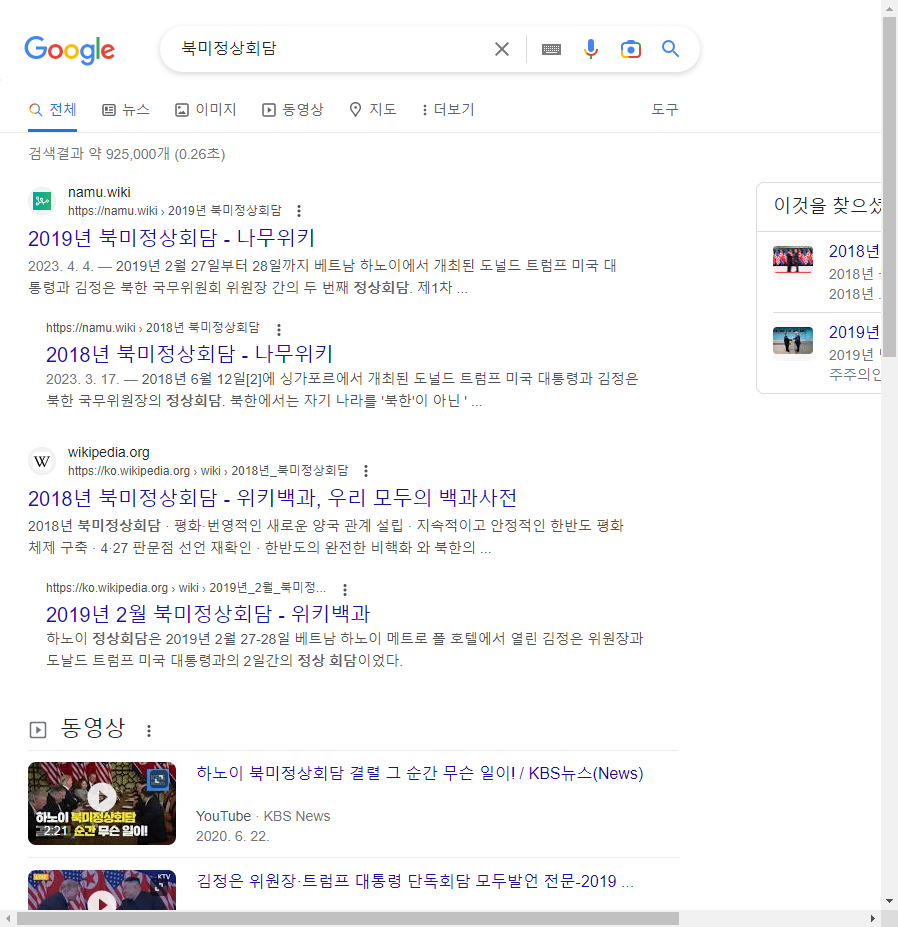 Google
북미정상회담
전체
뉴스
이미지
동영상
지도
더보기
도구
검색결과 약 925,000개 (0.26초)
namu.wiki
https://namu.wiki › 2019년 북미정상회담
2019년 북미정상회담 - 나무위키
2023. 4. 4. — 2019년 2월 27일부터 28일까지 베트남 하노이에서 개최된 도널드 트럼프 미국 대
통령과 김정은 북한 국무위원회 위원장 간의 두 번째 정상회담. 제1차 ...
https://namu.wiki › 2018년 북미정상회담
2018년 북미정상회담 - 나무위키
2023. 3. 17. — 2018년 6월 12일[2]에 싱가포르에서 개최된 도널드 트럼프 미국 대통령과 김정은
북한 국무위원장의 정상회담. 북한에서는 자기 나라를 '북한'이 아닌 ' ...
W
wikipedia.org
https://ko.wikipedia.org › wiki › 2018년_북미정상회담
2018년 북미정상회담 - 위키백과, 우리 모두의 백과사전
2018년 북미정상회담 · 평화·번영적인 새로운 양국 관계 설립 · 지속적이고 안정적인 한반도 평화
체제 구축 · 4·27 판문점 선언 재확인 · 한반도의 완전한 비핵화 와 북한의 ...
https://ko.wikipedia.org › wiki › 2019년_2월_북미정...
2019년 2월 북미정상회담 - 위키백과
하노이 정상회담은 2019년 2월 27-28일 베트남 하노이 메트로 폴 호텔에서 열린 김정은 위원장과
도날드 트럼프 미국 대통령과의 2일간의 정상 회담이었다.
동영상
하노이 북미정상회담
결렬 순간 무슨 일이!
2:21
하노이 북미정상회담 결렬 그 순간 무슨 일이! / KBS뉴스(News)
YouTube · KBS News
2020. 6. 22.
KTV
김정은 위원장·트럼프 대통령 단독회담 모두발언 전문-2019 ...
이것을 찾으셨
2018년
2018년
2018년 ..
2019년
2019년
주주의인